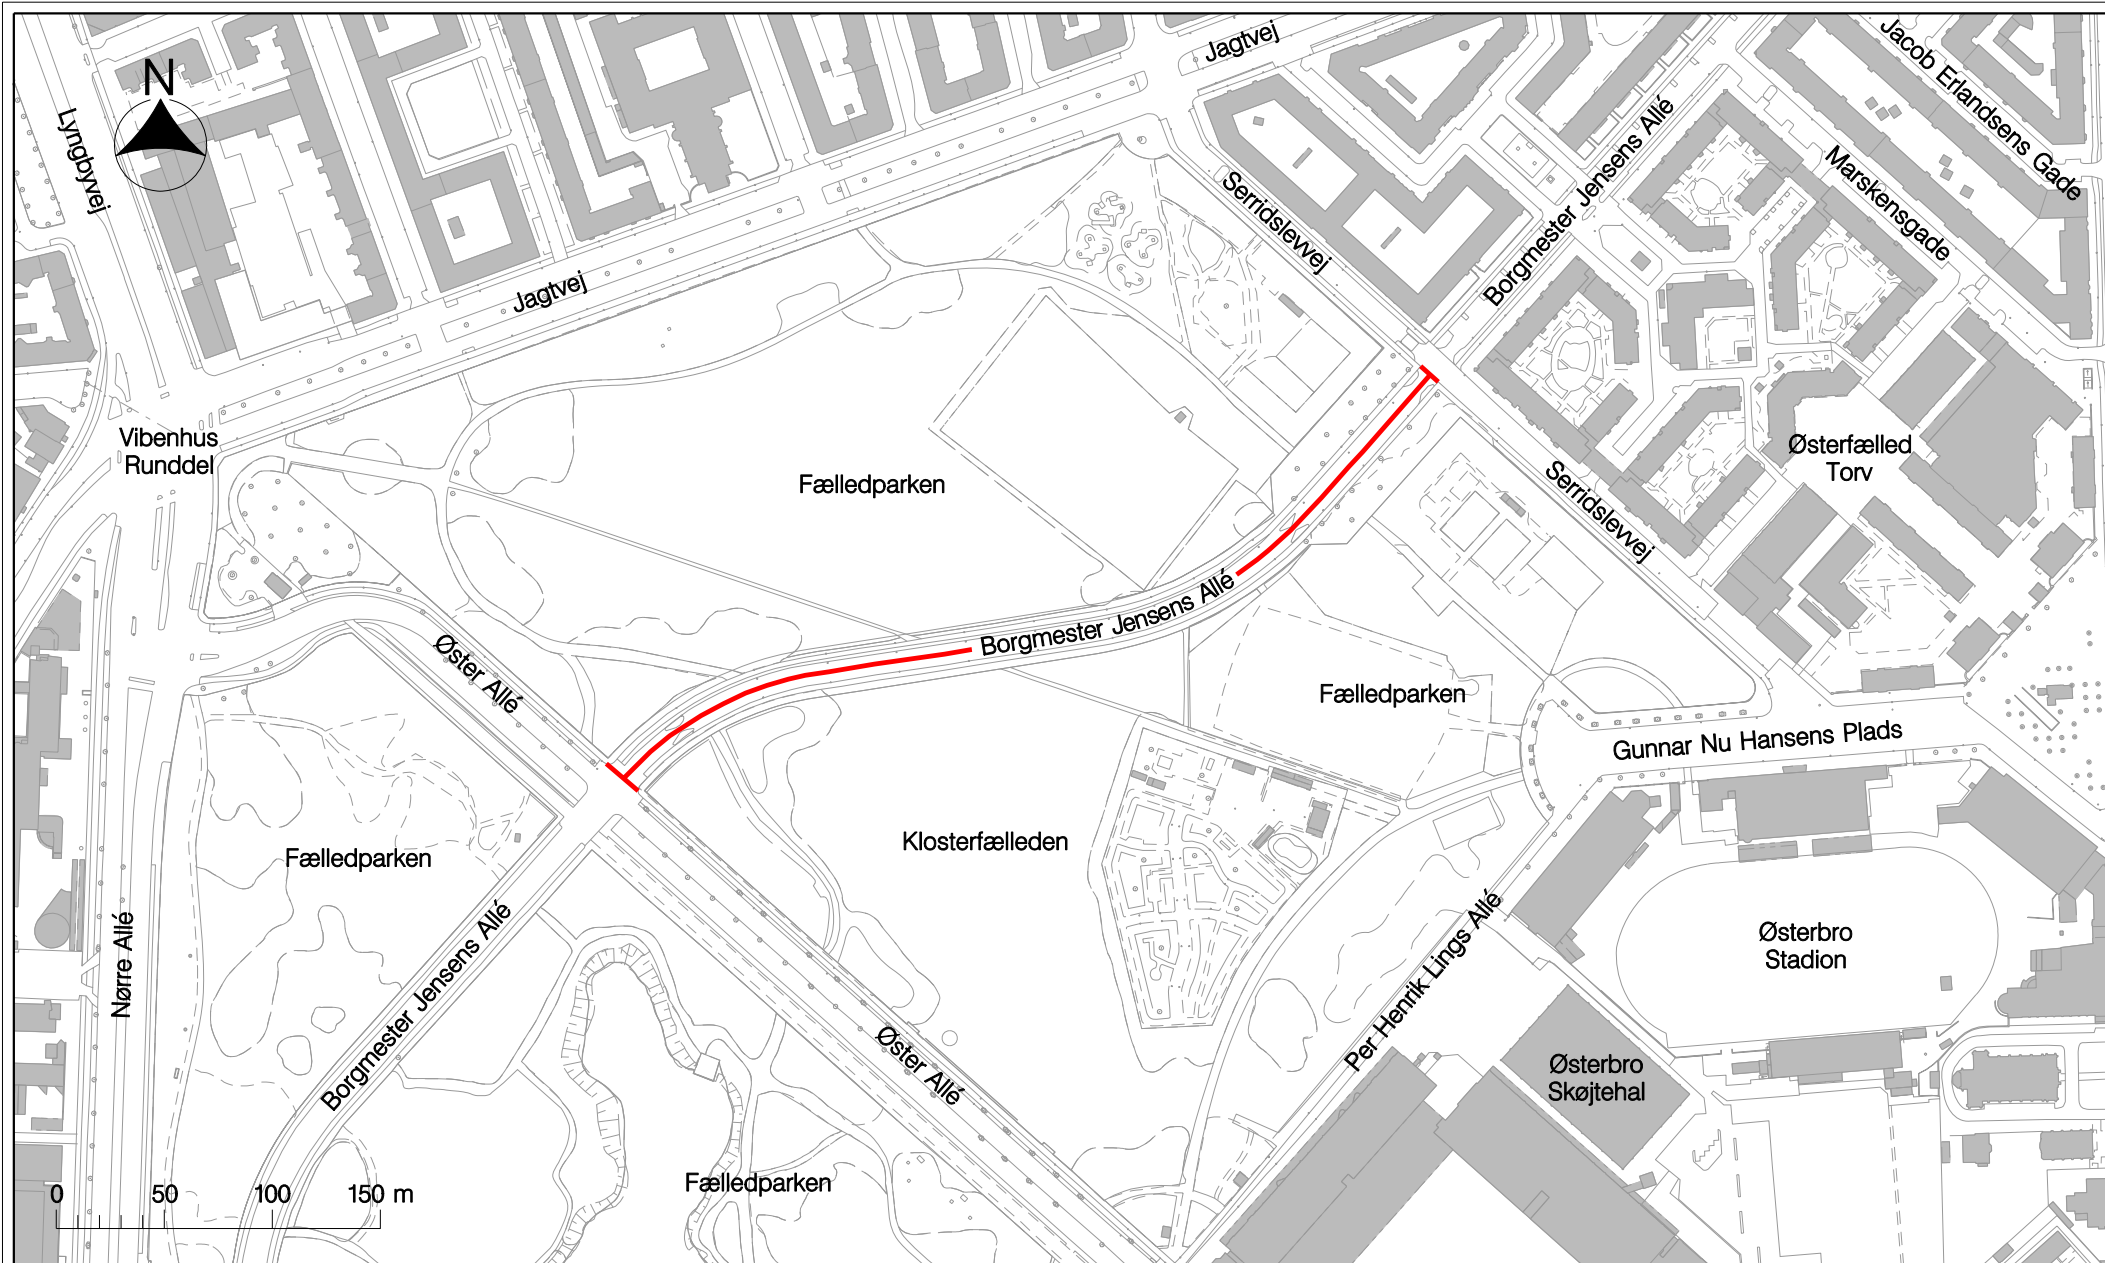 Jagtvej
Jacob Erlandsens Gade
N
Lyngbyvej
Borgmester Jensens Allé
Marskensgade
Serridslevvej
Jagtvej
Vibenhus
Runddel
Østerfælled
Torv
Fælledparken
Serridslevvej
Borgmester Jensens Allé
Øster Allé
Fælledparken
Gunnar Nu Hansens Plads
Klosterfælleden
Fælledparken
Østerbro
Stadion
Nørre Allé
Borgmester Jensens Allé
Per Henrik Lings Allé
Øster Allé
Østerbro
Skøjtehal
Fælledparken
0 50 100 150 m